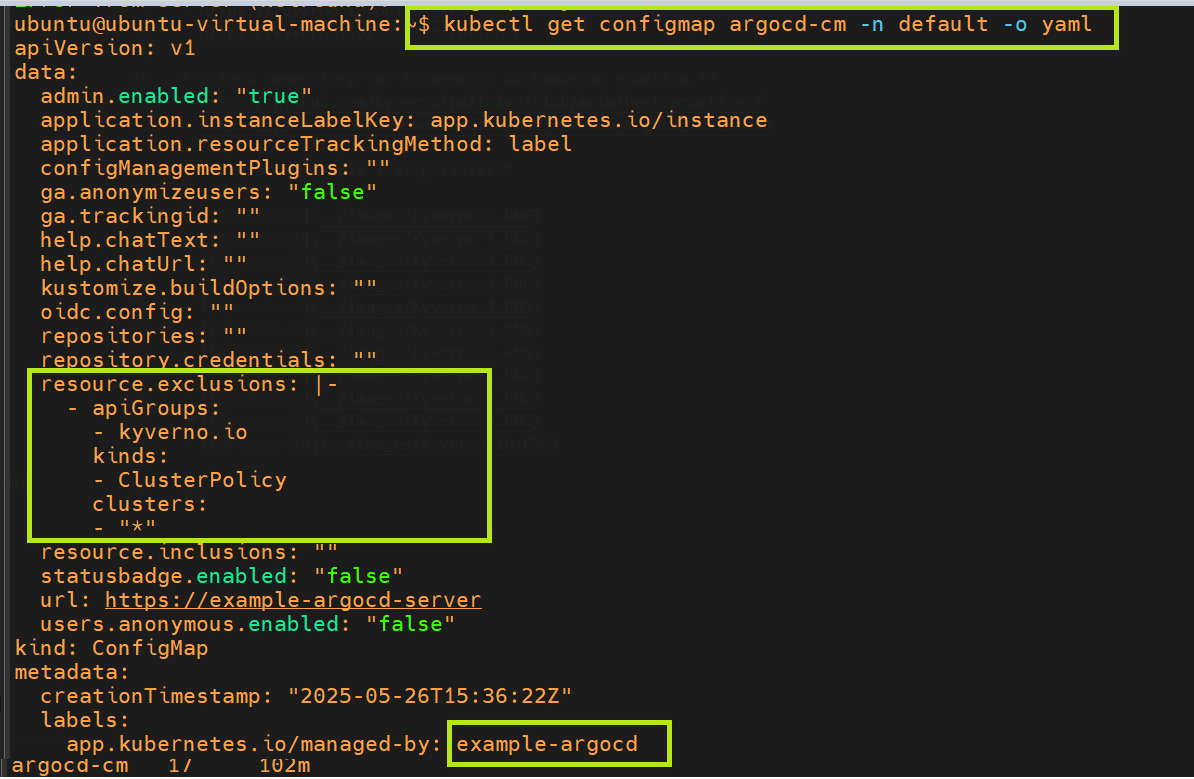 ubuntu@ubuntu-virtual-machine:~$ kubectl get configmap argocd-cm -n default -o yaml
apiVersion: v1
data:
  admin.enabled: "true"
  application.instanceLabelKey: app.kubernetes.io/instance
  application.resourceTrackingMethod: label
  configManagementPlugins: ""
  ga.anonymizeusers: "false"
  ga.trackingid: ""
  help.chatText: ""
  help.chatUrl: ""
  kustomize.buildOptions: ""
  oidc.config: ""
  repositories: ""
  repository.credentials: ""
  resource.exclusions: |-
    - apiGroups:
      - kyverno.io
      kinds:
      - ClusterPolicy
      clusters:
      - "*"
  resource.inclusions: ""
  statusbadge.enabled: "false"
  url: https://example-argocd-server
  users.anonymous.enabled: "false"
kind: ConfigMap
metadata:
  creationTimestamp: "2025-05-26T15:36:22Z"
  labels:
    app.kubernetes.io/managed-by: example-argocd
argocd-cm   17     102m